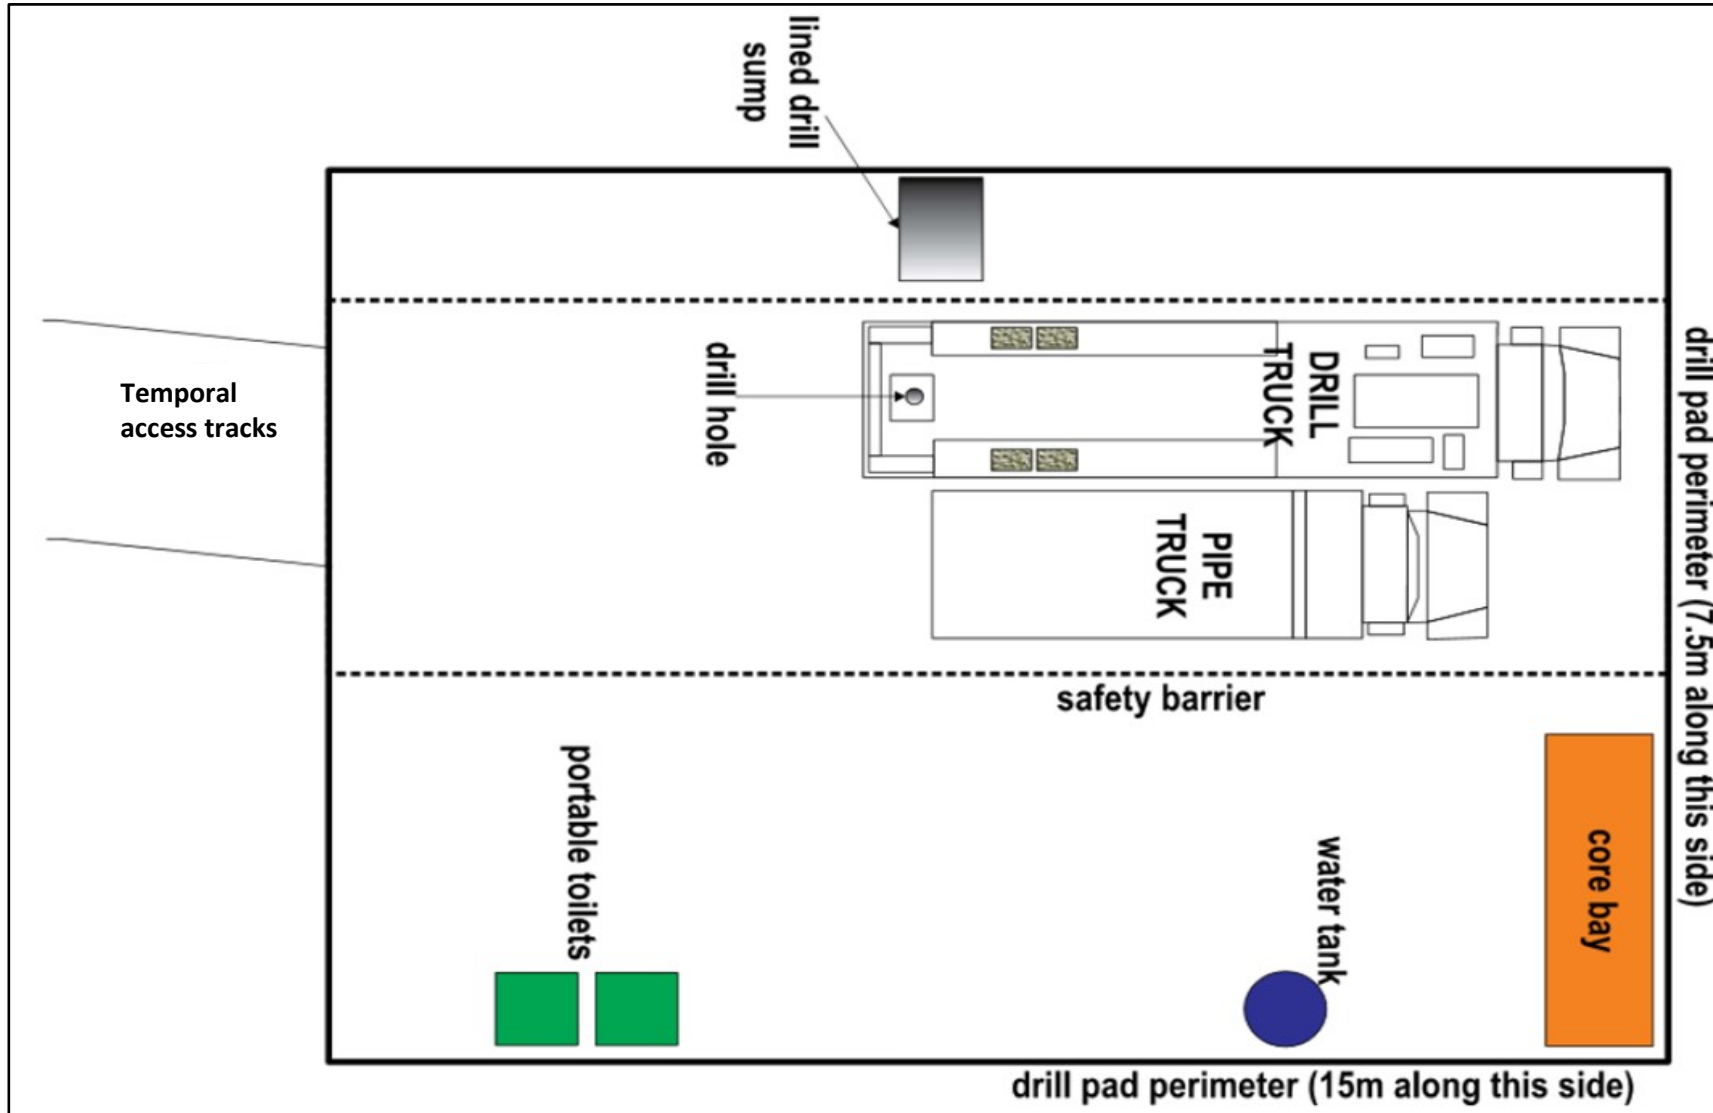 lined drill
sump
Temporal
access tracks
drill hole
DRILL
TRUCK
PIPE
TRUCK
drill pad perimeter (7.5m along this side)
safety barrier
portable toilets
water tank
core bay
drill pad perimeter (15m along this side)